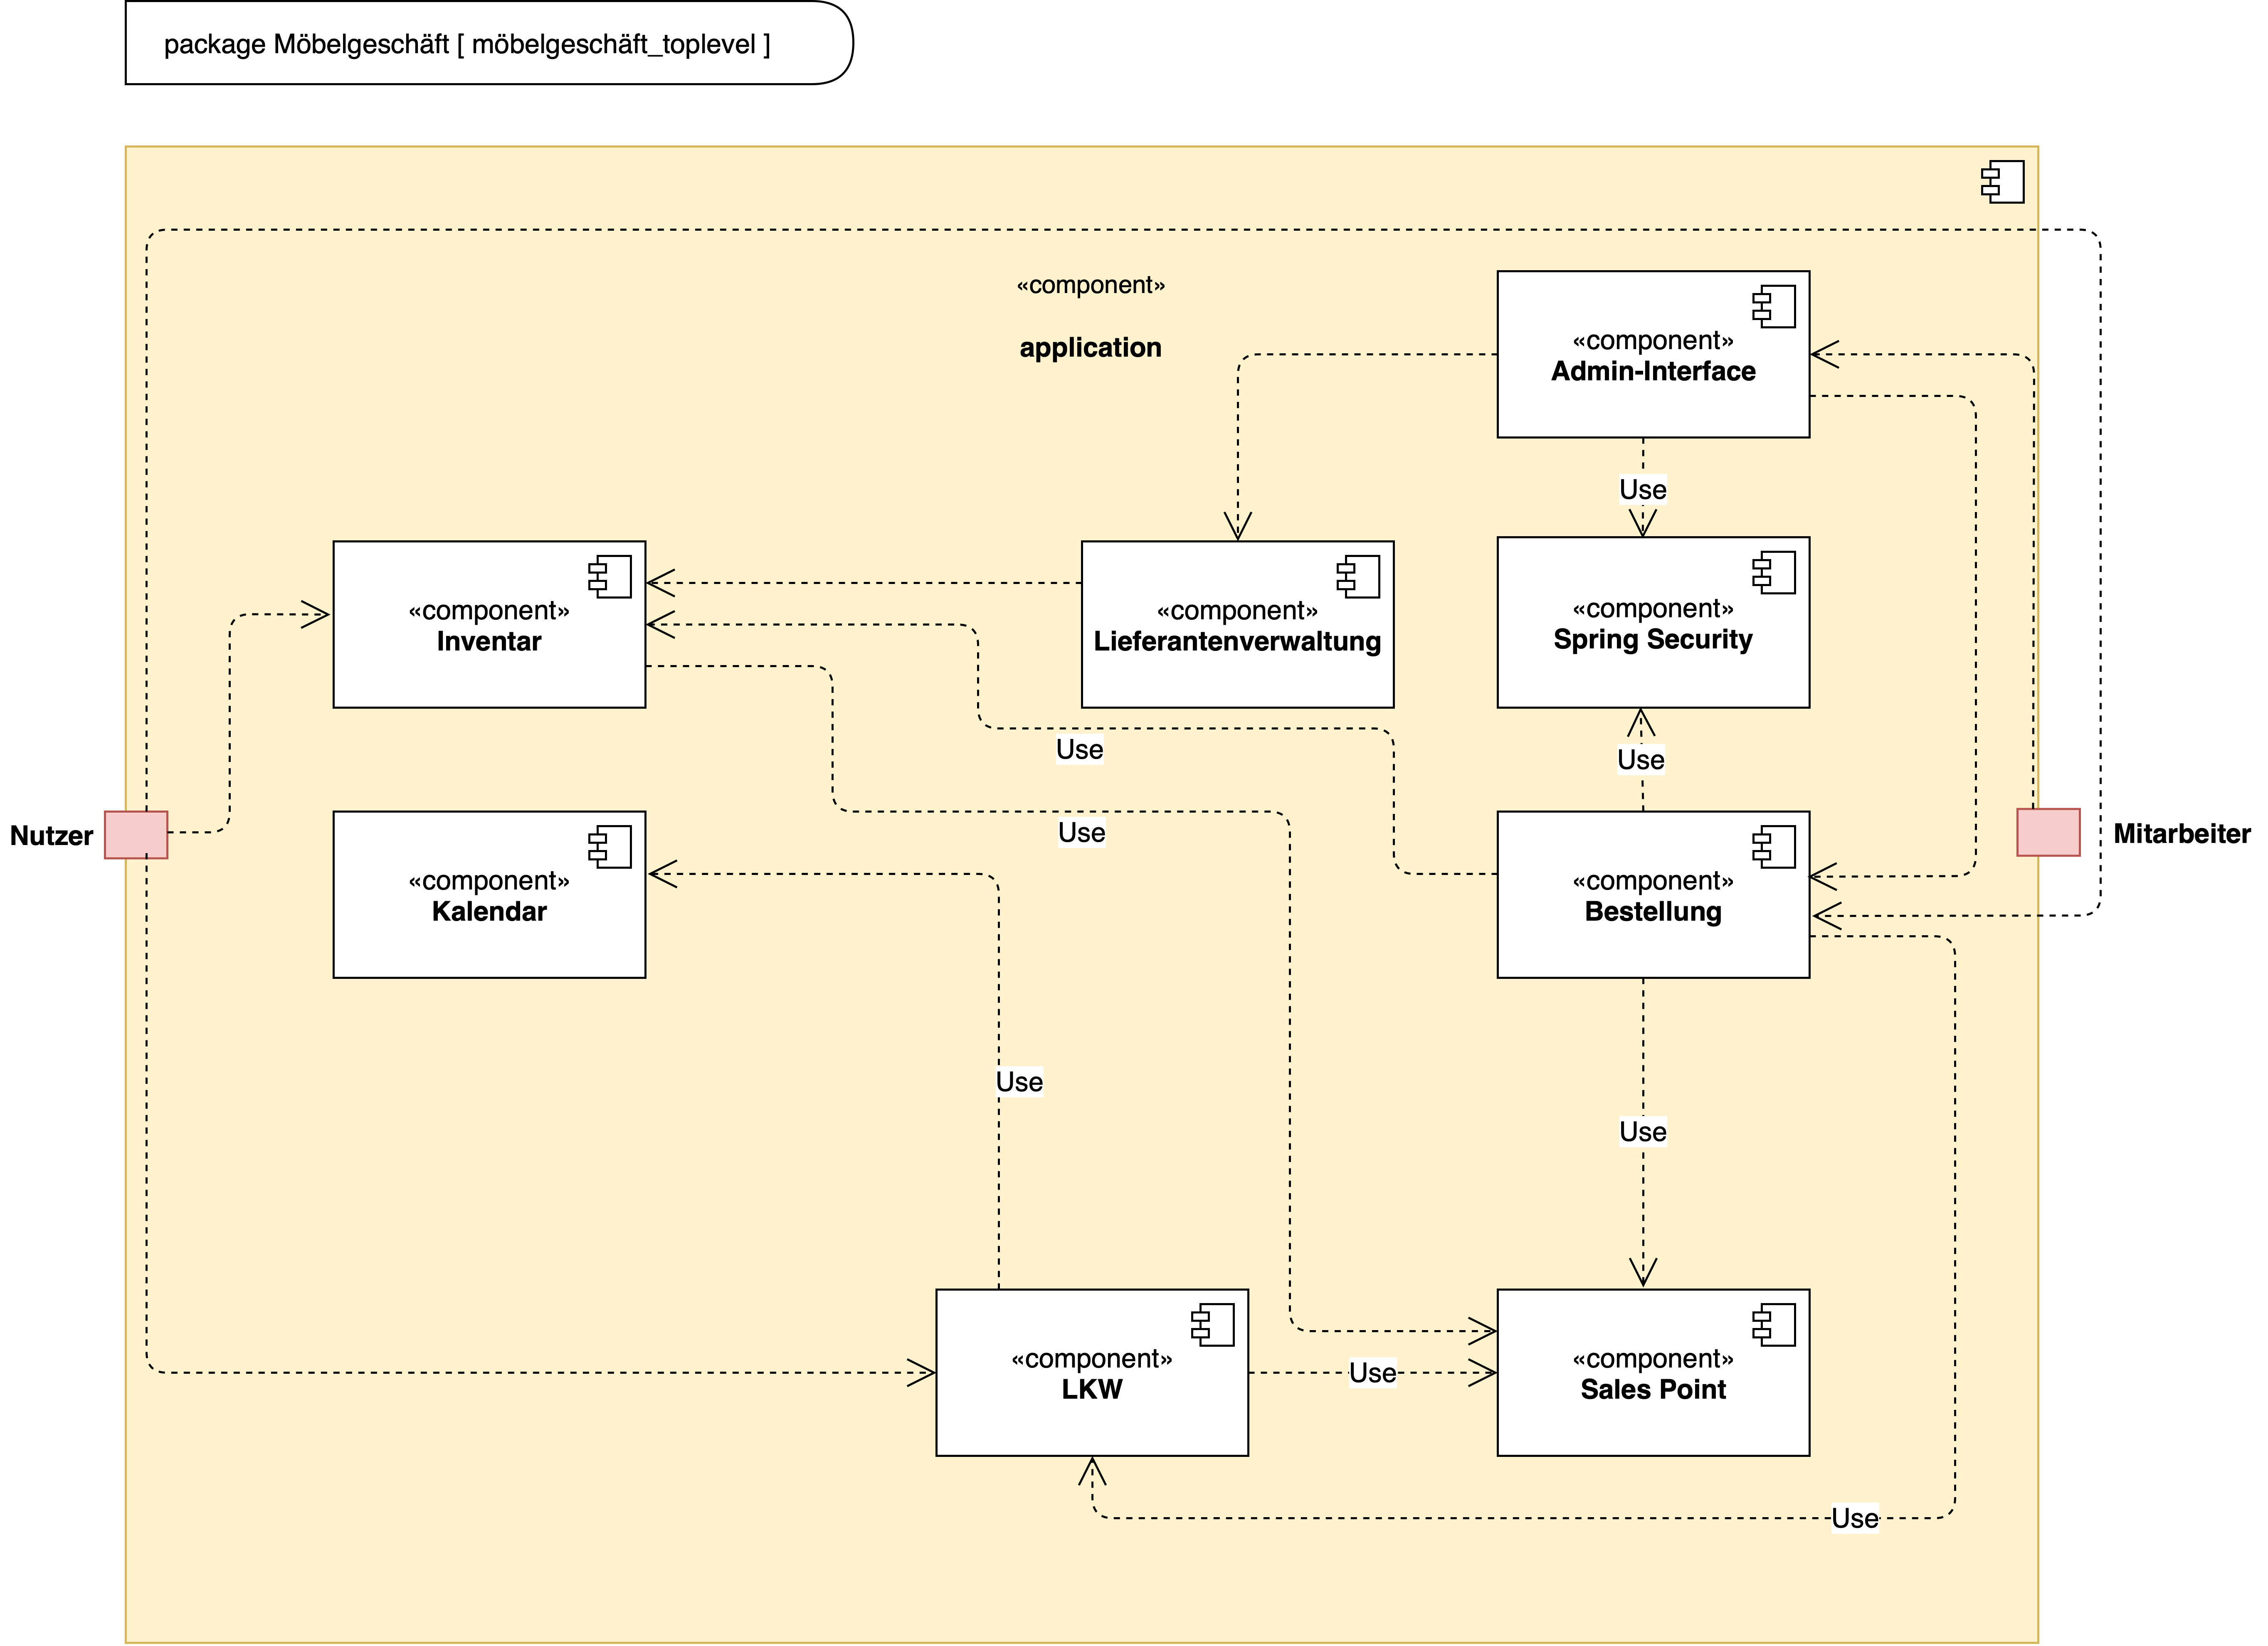 package Möbelgeschäft [ möbelgeschäft_toplevel ]
«component»
application
«component»
Admin-Interface
Use
«component»
Inventar
«component»
Lieferantenverwaltung
«component»
Spring Security
Use
Use
Use
Nutzer
Mitarbeiter
«component»
Kalendar
«component»
Bestellung
Use
Use
«component»
LKW
Use
«component»
Sales Point
Use